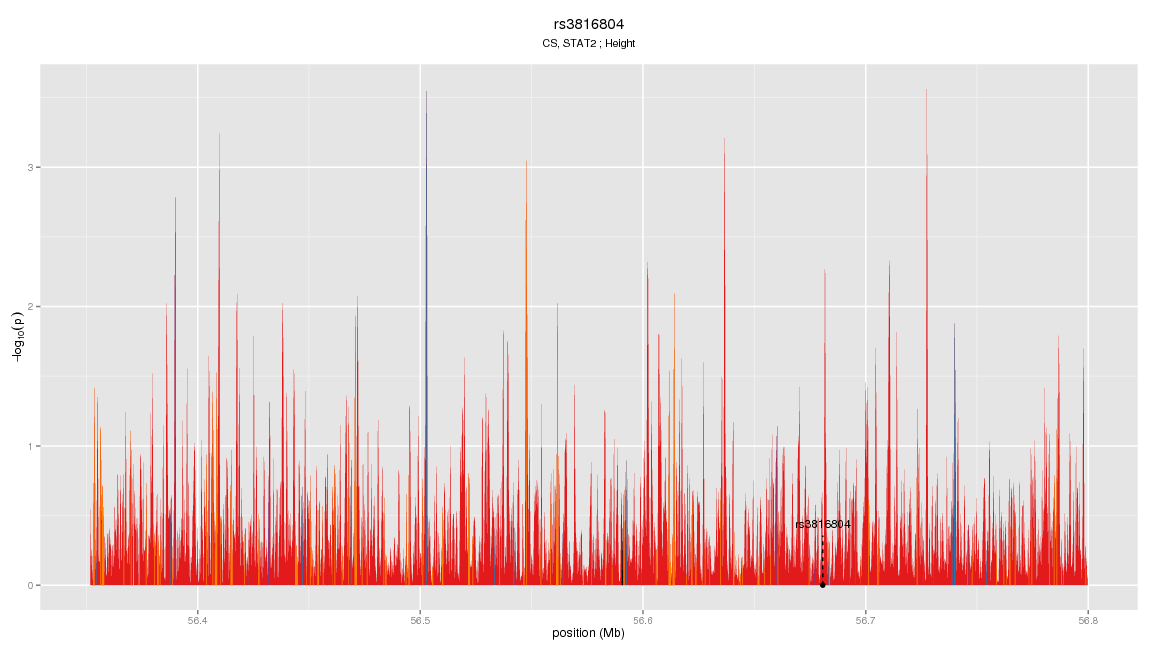 rs3816804
CS, STAT2 ; Height
−log10(p)
3
2
1
0
rs3816804
56.4 56.5 56.6 56.7 56.8
position (Mb)